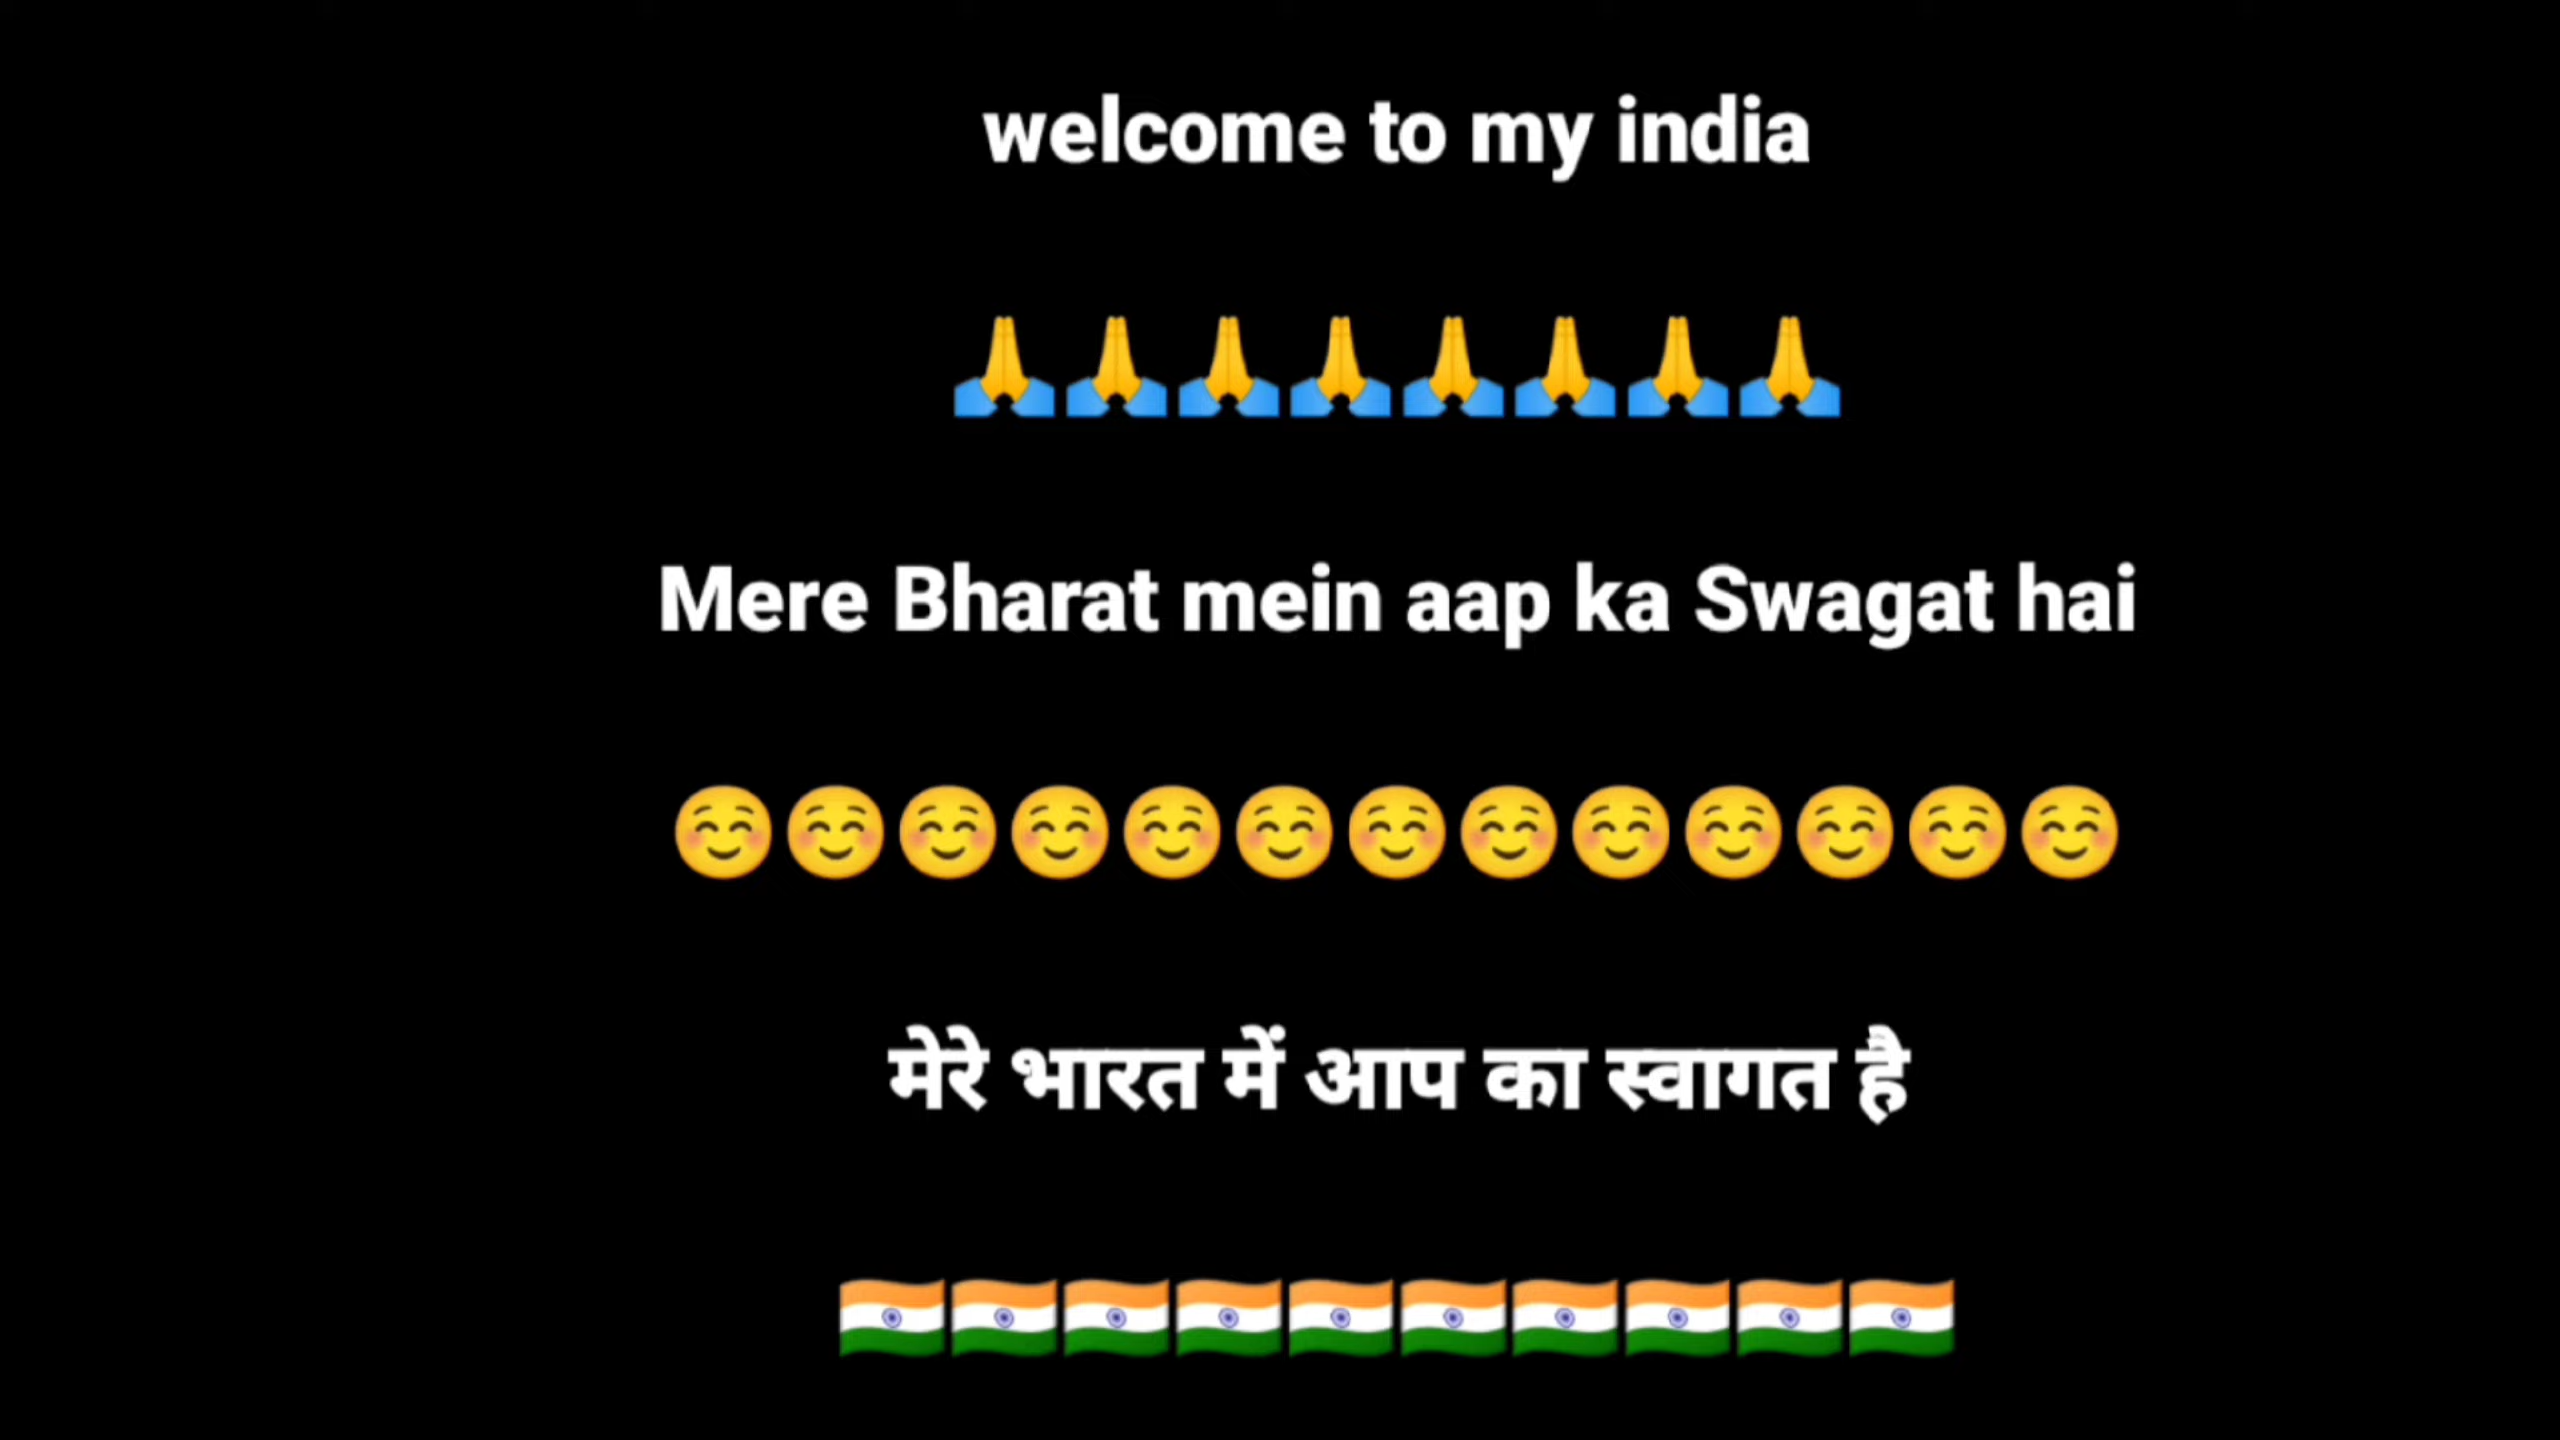 welcome to my india
🙏🙏🙏🙏🙏🙏🙏🙏
Mere Bharat mein aap ka Swagat hai
☺️☺️☺️☺️☺️☺️☺️☺️☺️☺️☺️☺️☺️
मेरे भारत में आप का स्वागत है
🇮🇳🇮🇳🇮🇳🇮🇳🇮🇳🇮🇳🇮🇳🇮🇳🇮🇳🇮🇳